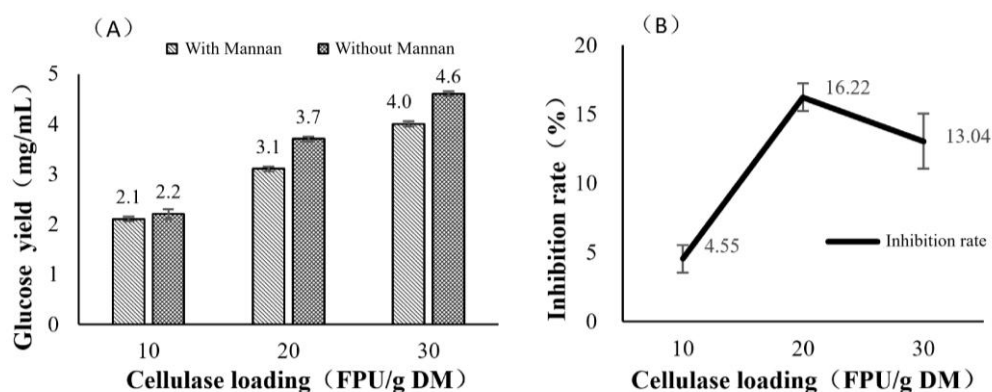 （A）
With Mannan
Without Mannan
Glucose yield（mg/mL）
5
4
3
2
1
0
2.1
2.2
3.1
3.7
4.0
4.6
10
20
30
Cellulase loading（FPU/g DM）
（B）
Inhibition rate（%）
20
15
10
5
0
4.55
16.22
13.04
Inhibition rate
10
20
30
Cellulase loading（FPU/g DM）